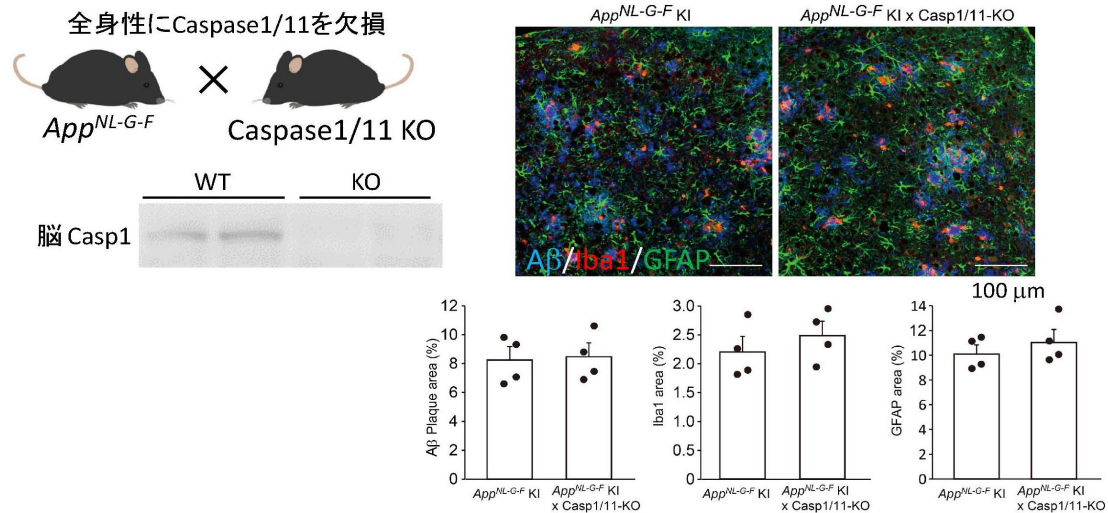 全身性にCaspase1/11を欠損
×
App^NL-G-F
Caspase1/11 KO
WT
KO
脳 Casp1
App^NL-G-F KI
App^NL-G-F KI x Casp1/11-KO
Aβ/Iba1/GFAP
100 μm
Aβ Plaque area (%)
12
10
8
6
4
2
0
App^NL-G-F KI
App^NL-G-F KI
x Casp1/11-KO
Iba1 area (%)
3.0
2.5
2.0
1.5
1.0
0.5
0.0
App^NL-G-F KI
App^NL-G-F KI
x Casp1/11-KO
GFAP area (%)
14
12
10
8
6
4
2
0
App^NL-G-F KI
App^NL-G-F KI
x Casp1/11-KO